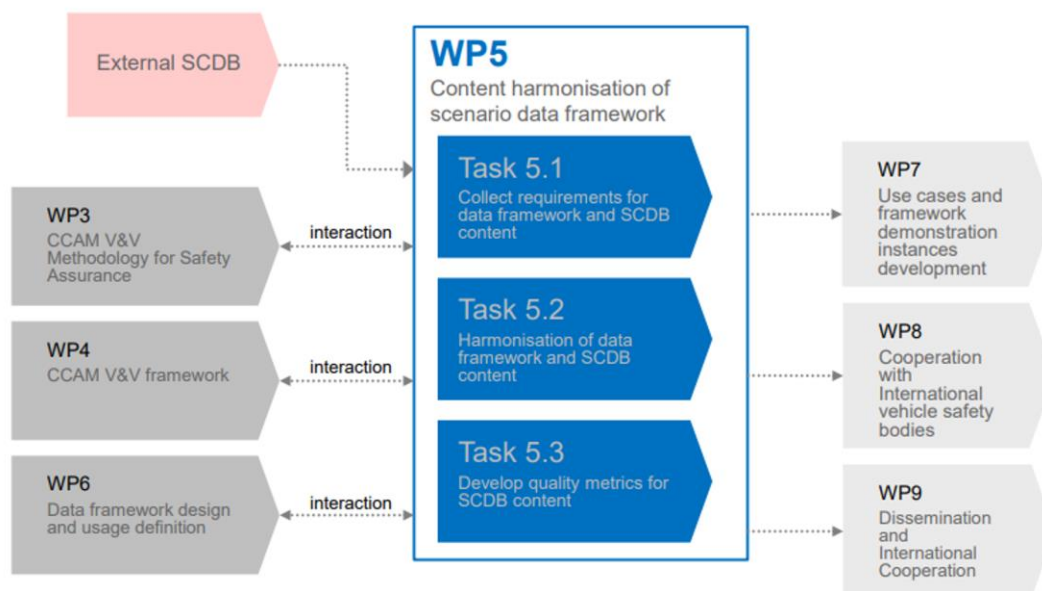 External SCDB
WP5
Content harmonisation of
scenario data framework
Task 5.1
Collect requirements for
data framework and SCDB
content
Task 5.2
Harmonisation of data
framework and SCDB
content
Task 5.3
Develop quality metrics for
SCDB content
WP3
CCAM V&V
Methodology for Safety
Assurance
interaction
WP4
CCAM V&V framework
interaction
WP6
Data framework design
and usage definition
interaction
WP7
Use cases and
framework
demonstration
instances
development
WP8
Cooperation
with
International
vehicle safety
bodies
WP9
Dissemination
and
International
Cooperation